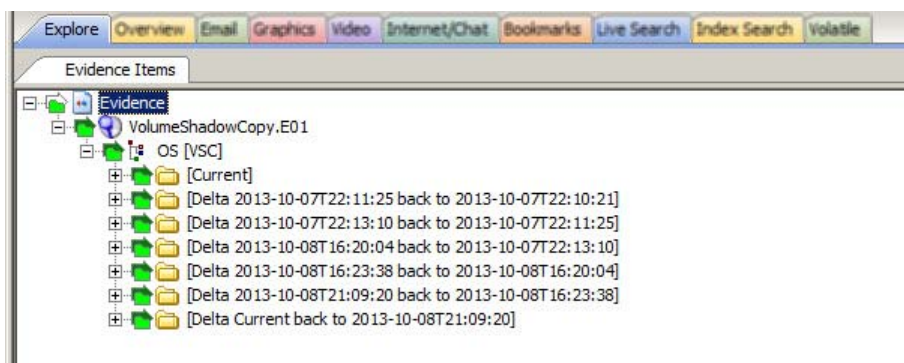 Explore Overview Email Graphics Video Internet/Chat Bookmarks Live Search Index Search Volatile
Evidence Items
Evidence
VolumeShadowCopy.E01
OS [VSC]
[Current]
[Delta 2013-10-07T22:11:25 back to 2013-10-07T22:10:21]
[Delta 2013-10-07T22:13:10 back to 2013-10-07T22:11:25]
[Delta 2013-10-08T16:20:04 back to 2013-10-07T22:13:10]
[Delta 2013-10-08T16:23:38 back to 2013-10-08T16:20:04]
[Delta 2013-10-08T21:09:20 back to 2013-10-08T16:23:38]
[Delta Current back to 2013-10-08T21:09:20]